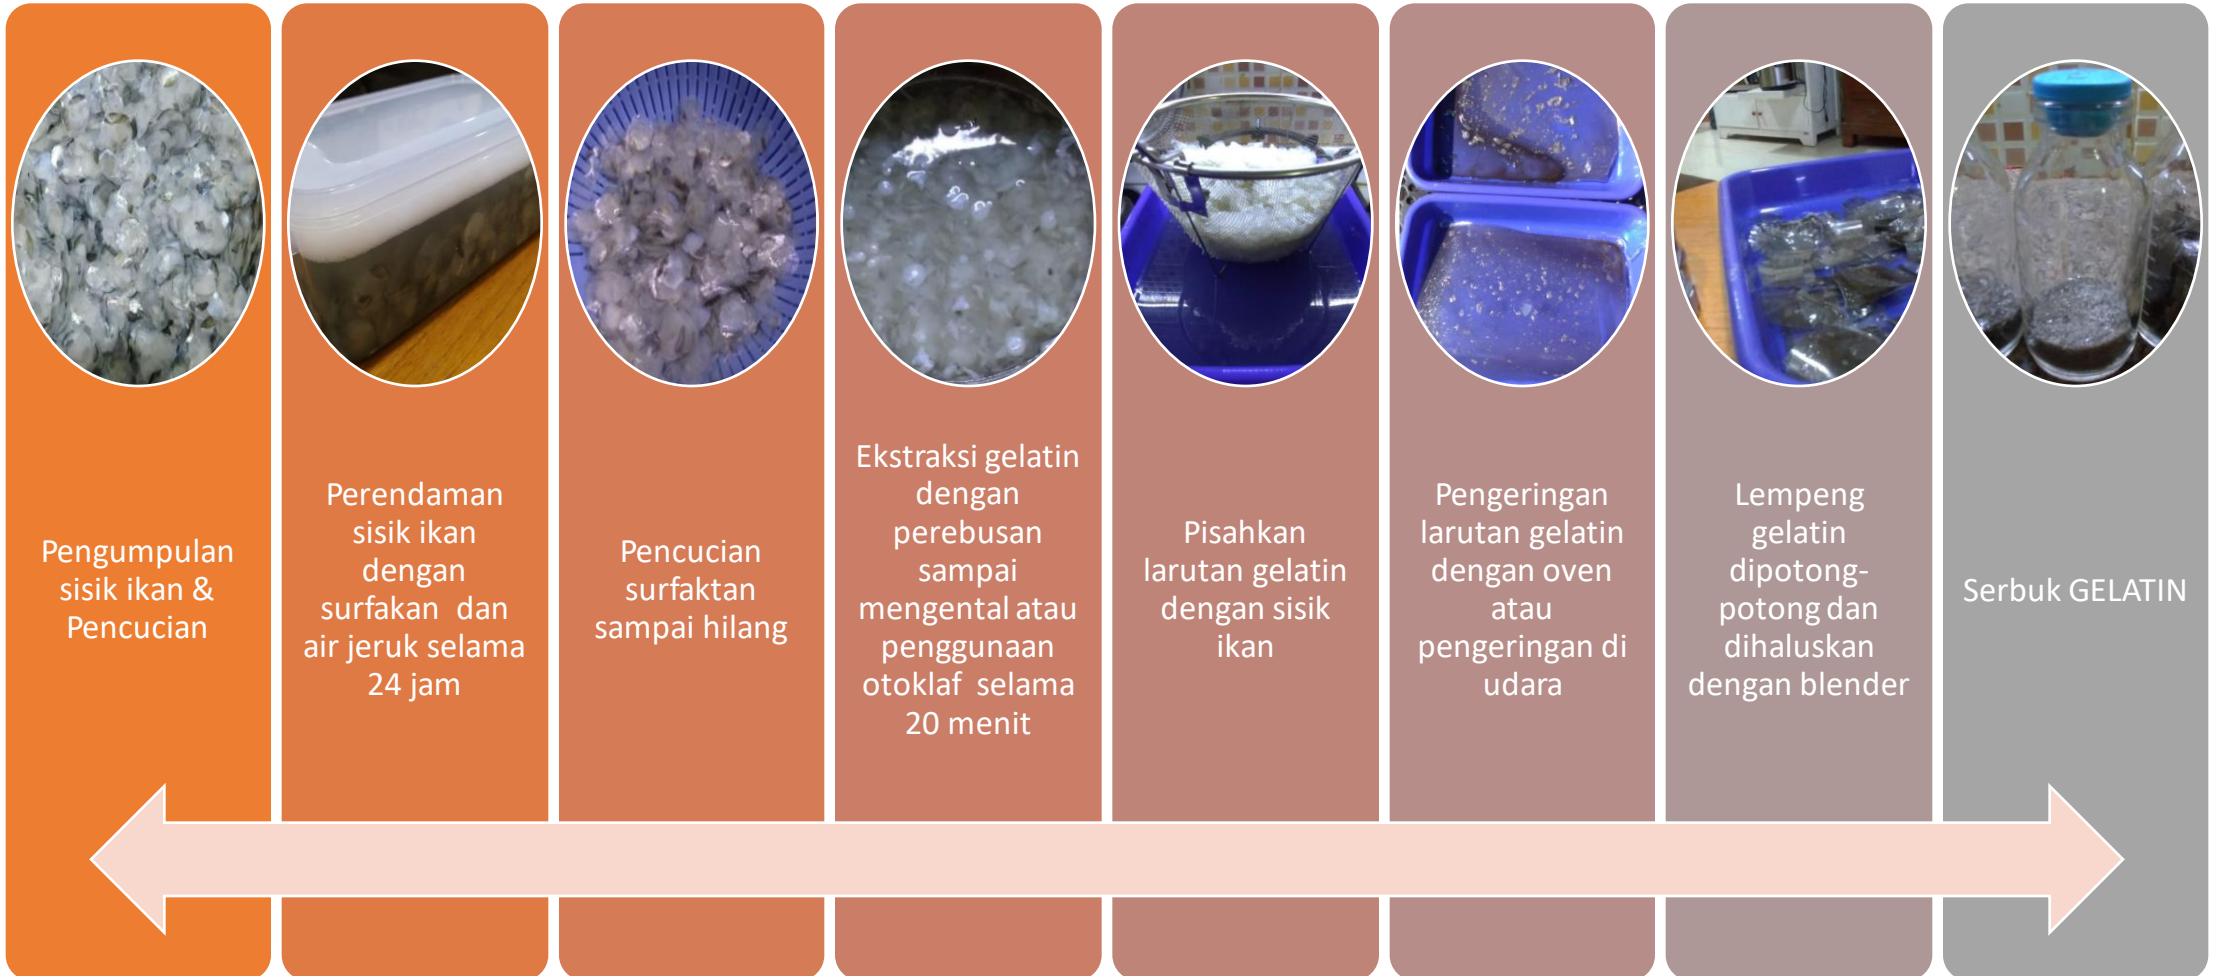 Pengumpulan
sisik ikan &
Pencucian
Perendaman
sisik ikan
dengan
surfakan dan
air jeruk selama
24 jam
Pencucian
surfaktan
sampai hilang
Ekstraksi gelatin
dengan
perebusan
sampai
mengental atau
penggunaan
otoklaf selama
20 menit
Pisahkan
larutan gelatin
dengan sisik
ikan
Pengeringan
larutan gelatin
dengan oven
atau
pengeringan di
udara
Lempeng
gelatin
dipotong-
potong dan
dihaluskan
dengan blender
Serbuk GELATIN